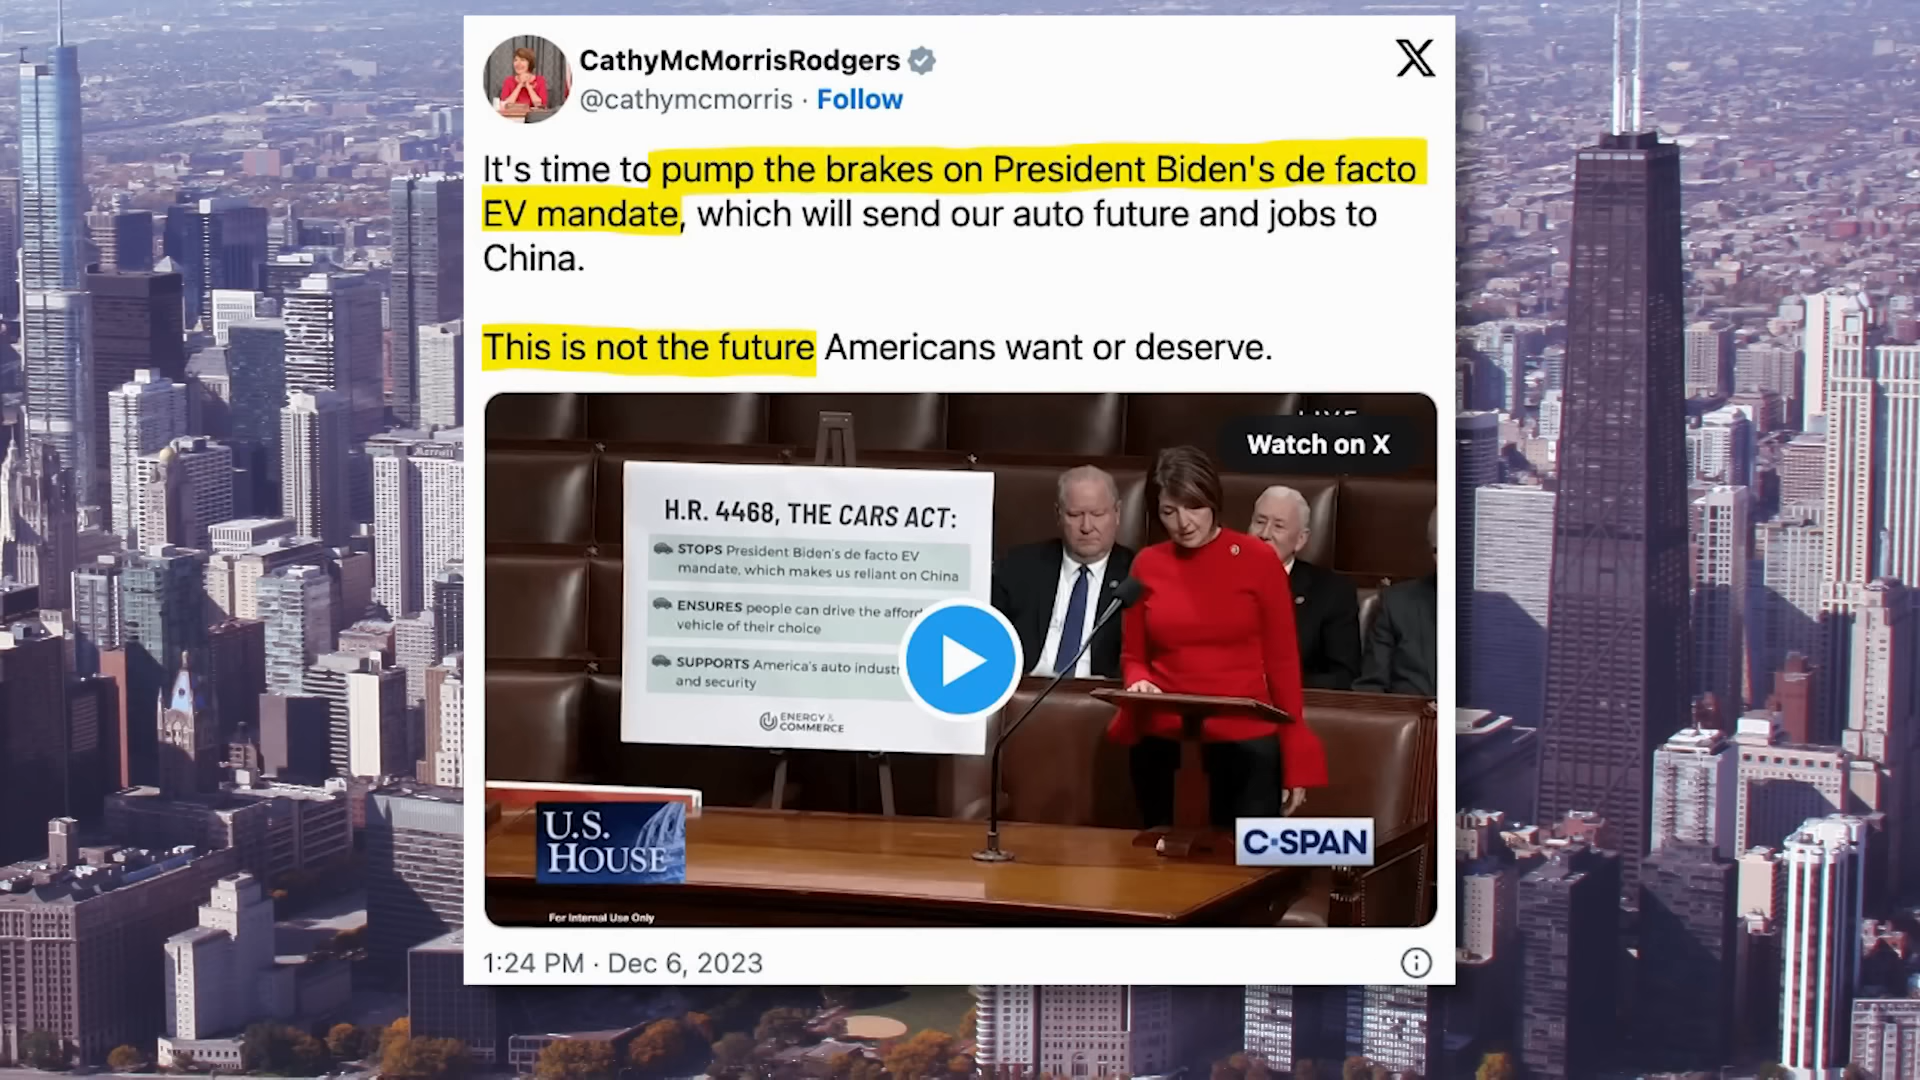 CathyMcMorrisRodgers
@cathymcmorris · Follow
It's time to pump the brakes on President Biden's de facto
EV mandate, which will send our auto future and jobs to
China.
This is not the future Americans want or deserve.
LIVE
Watch on X
H.R. 4468, THE CARS ACT:
STOPS President Biden's de facto EV
mandate, which makes us reliant on China
ENSURES people can drive the affor
vehicle of their choice
SUPPORTS America's auto indust
and security
ENERGY &
COMMERCE
U.S.
HOUSE
C-SPAN
For Internal Use Only
1:24 PM · Dec 6, 2023
Marriott